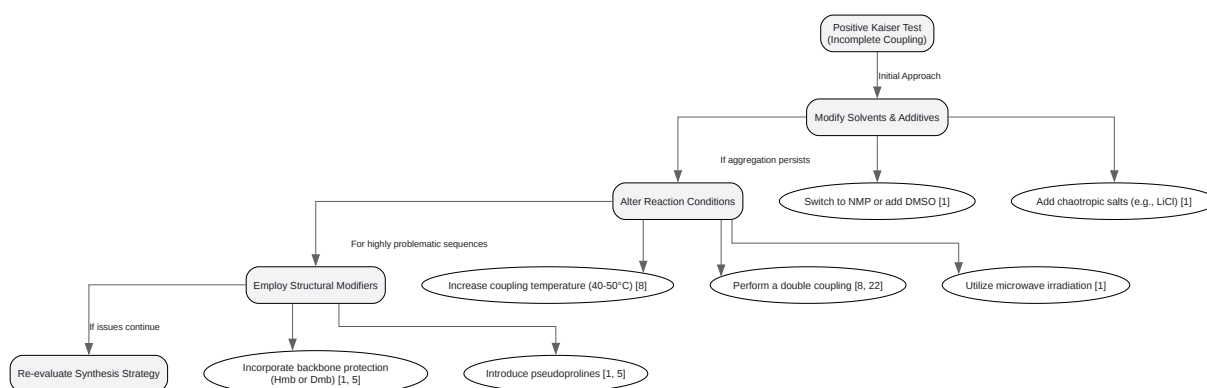 Positive Kaiser Test
(Incomplete Coupling)
Initial Approach
Modify Solvents & Additives
If aggregation persists
Alter Reaction Conditions
Switch to NMP or add DMSO [1]
Add chaotropic salts (e.g., LiCl) [1]
For highly problematic sequences
Employ Structural Modifiers
Increase coupling temperature (40-50°C) [8]
Perform a double coupling [8, 22]
Utilize microwave irradiation [1]
If issues continue
Re-evaluate Synthesis Strategy
Incorporate backbone protection
(Hmb or Dmb) [1, 5]
Introduce pseudoprolines [1, 5]